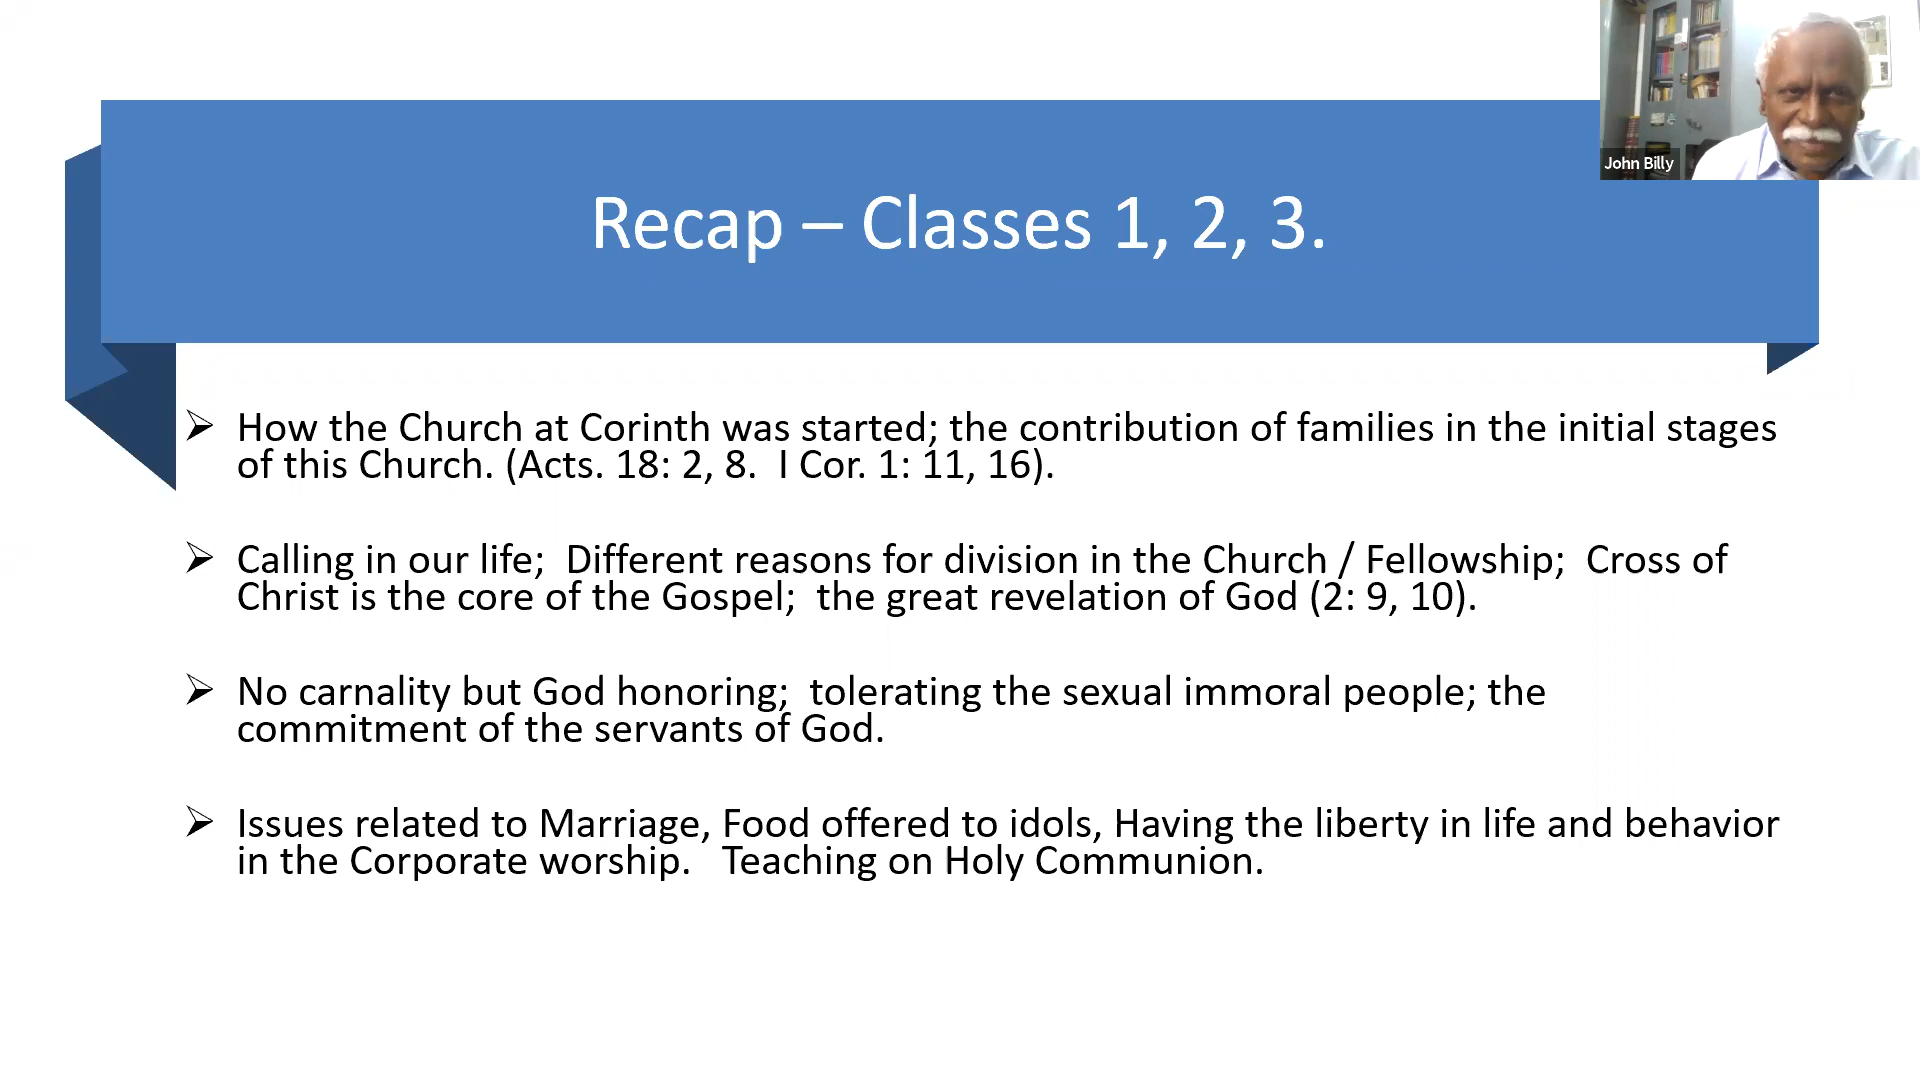 John Billy
Recap – Classes 1, 2, 3.
➢ How the Church at Corinth was started; the contribution of families in the initial stages
of this Church. (Acts. 18: 2, 8.  I Cor. 1: 11, 16).
➢ Calling in our life;  Different reasons for division in the Church / Fellowship;  Cross of
Christ is the core of the Gospel;  the great revelation of God (2: 9, 10).
➢ No carnality but God honoring;  tolerating the sexual immoral people; the
commitment of the servants of God.
➢ Issues related to Marriage, Food offered to idols, Having the liberty in life and behavior
in the Corporate worship.   Teaching on Holy Communion.